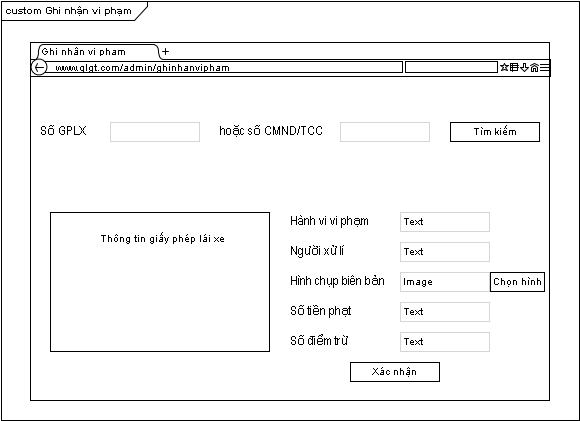 custom Ghi nhận vi phạm
Ghi nhận vi phạm
www.qlgt.com/admin/ghinhanvipham
Số GPLX
hoặc số CMND/TCC
Tìm kiếm
Thông tin giấy phép lái xe
Hành vi vi phạm
Text
Người xử lí
Text
Hình chụp biên bản
Image
Chọn hình
Số tiền phạt
Text
Số điểm trừ
Text
Xác nhận